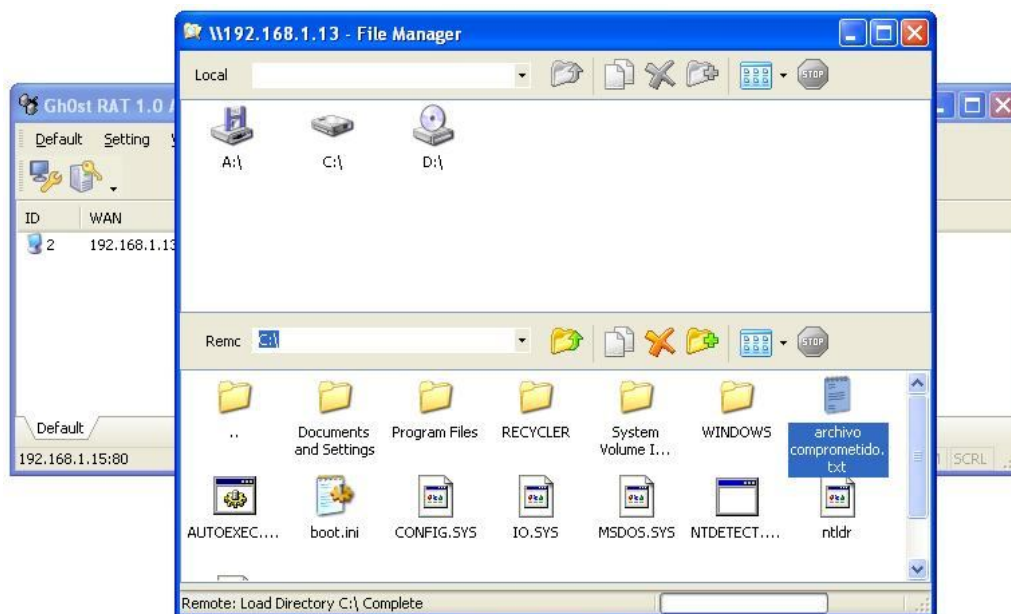 \\192.168.1.13 - File Manager
Local
A:\
C:\
D:\
STOP
Gh0st RAT 1.0 A
Default Setting
ID WAN
2 192.168.1.13
Default
192.168.1.15:80
SCRL
Remc C:\
STOP
..
Documents and Settings
Program Files
RECYCLER
System Volume I...
WINDOWS
archivo comprometido.txt
AUTOEXEC....
boot.ini
CONFIG.SYS
IO.SYS
MSDOS.SYS
NTDETECT....
ntldr
Remote: Load Directory C:\ Complete